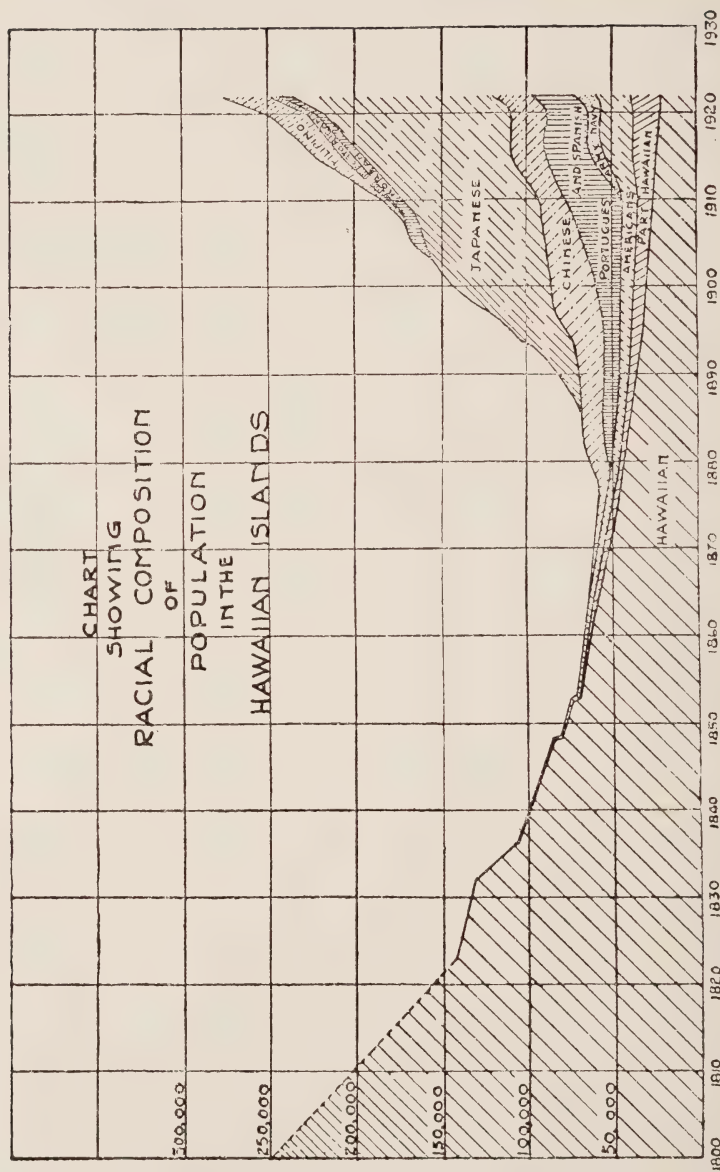 CHART
SHOWING
RACIAL COMPOSITION
OF
POPULATION
IN THE
HAWAIIAN ISLANDS
300,000
250,000
200,000
150,000
100,000
50,000
FILIPINO
KOREAN
JAPANESE
CHINESE
PORTUGUESE
AND SPANISH
ARMY NAVY
AMERICANS
PART HAWAIIAN
HAWAIIAN
1800
1810
1820
1830
1840
1850
1860
1870
1880
1890
1900
1910
1920
1930